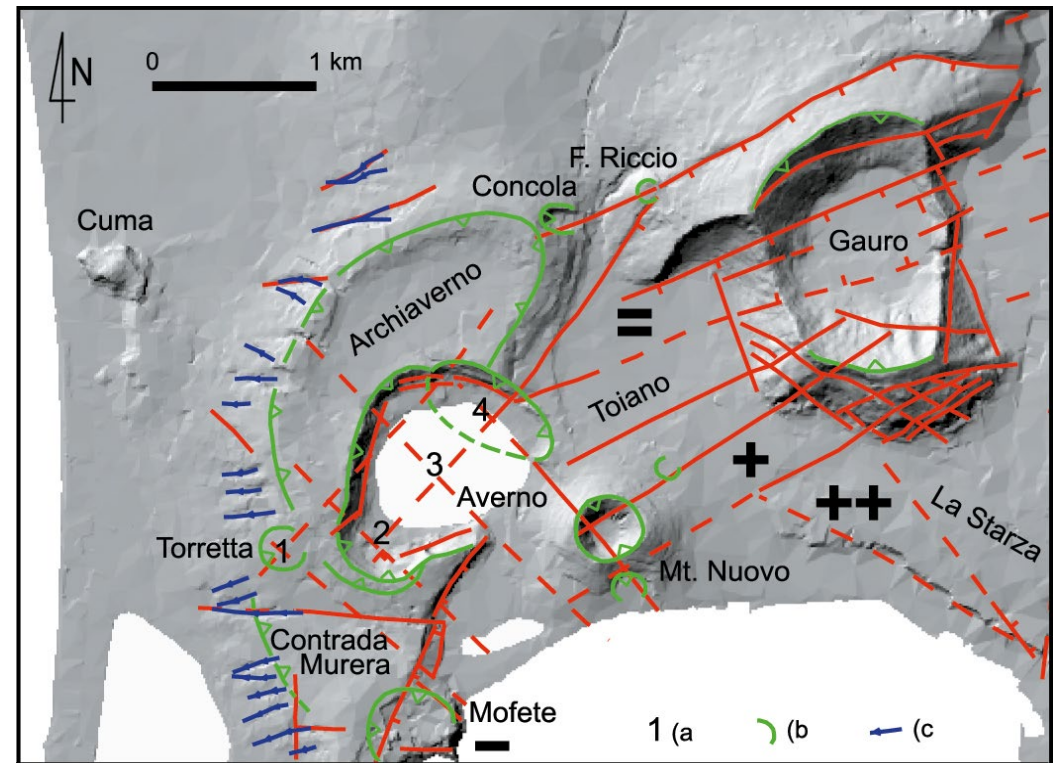 N
0 1 km
F. Riccio
Concola
Cuma
Gauro
Archiaverno
=
Toiano
4
3
+
Averno
++
La Starza
2
Torretta
1
Mt. Nuovo
Contrada
Murera
Mofete
–
1 (a
(b
(c